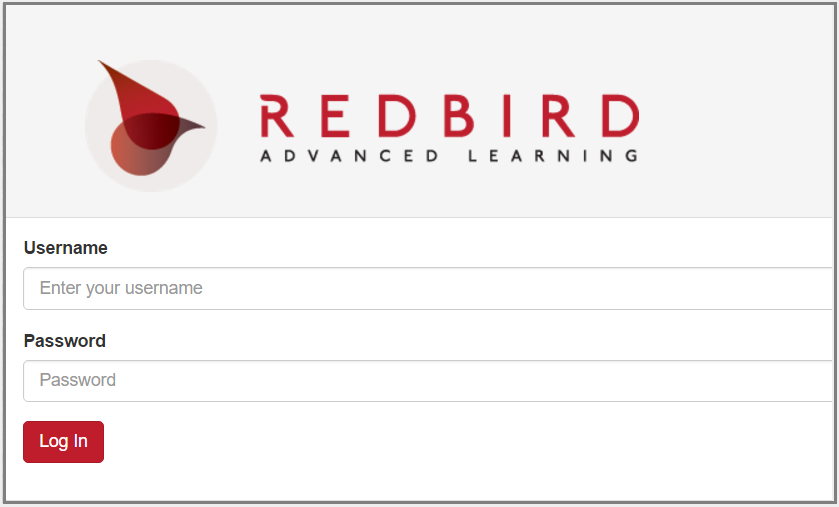 REDBIRD
ADVANCED LEARNING
Username
Enter your username
Password
Password
Log In